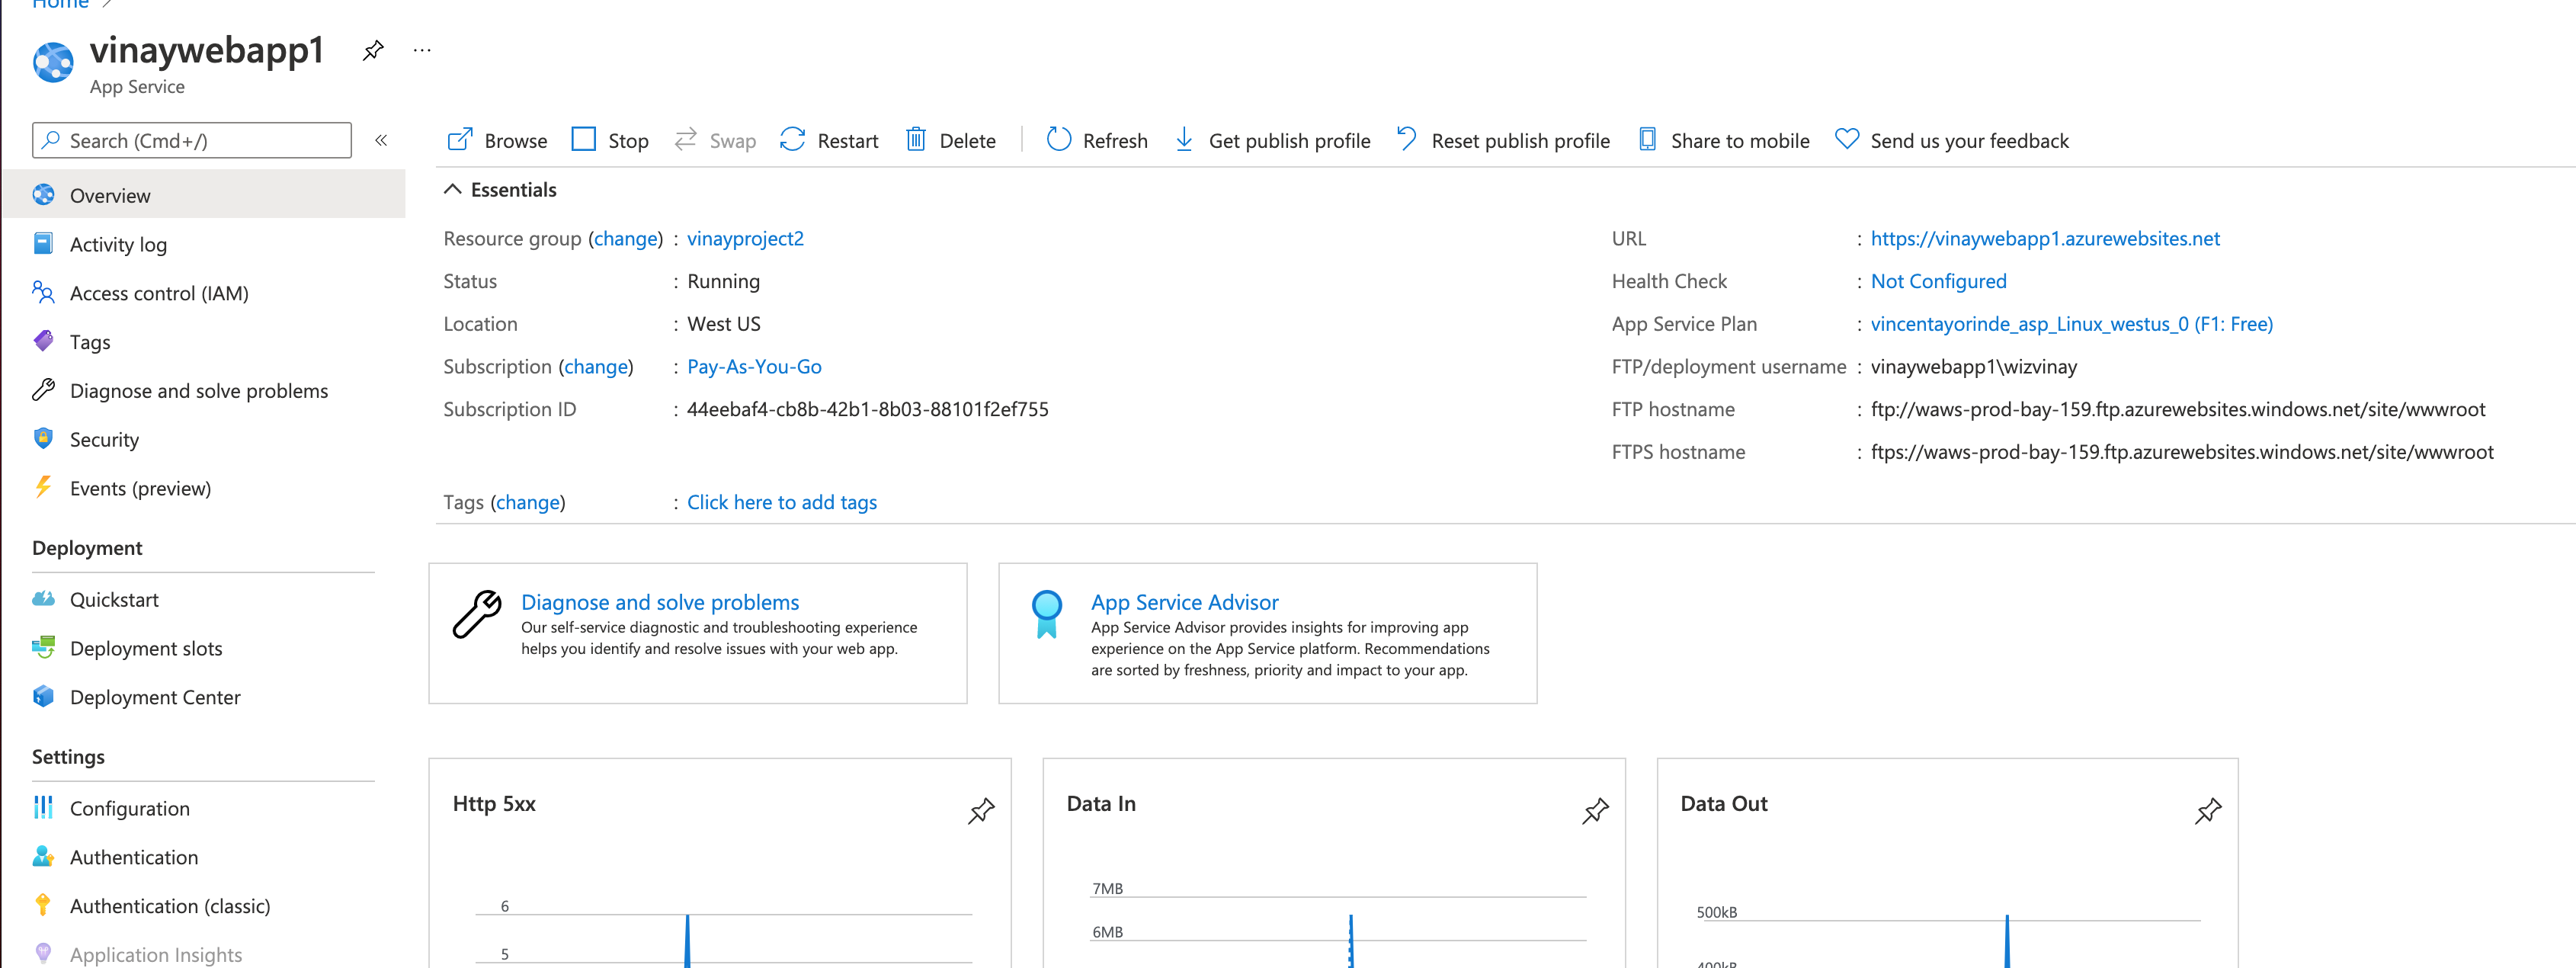 Home >
vinaywebapp1 ...
App Service
Search (Cmd+/) «
Overview
Activity log
Access control (IAM)
Tags
Diagnose and solve problems
Security
Events (preview)
Deployment
Quickstart
Deployment slots
Deployment Center
Settings
Configuration
Authentication
Authentication (classic)
Application Insights
Browse Stop Swap Restart Delete Refresh Get publish profile Reset publish profile Share to mobile Send us your feedback
Essentials
Resource group (change) : vinayproject2
Status : Running
Location : West US
Subscription (change) : Pay-As-You-Go
Subscription ID : 44eebaf4-cb8b-42b1-8b03-88101f2ef755
Tags (change) : Click here to add tags
URL : https://vinaywebapp1.azurewebsites.net
Health Check : Not Configured
App Service Plan : vincentayorinde_asp_Linux_westus_0 (F1: Free)
FTP/deployment username : vinaywebapp1\wizvinay
FTP hostname : ftp://waws-prod-bay-159.ftp.azurewebsites.windows.net/site/wwwroot
FTPS hostname : ftps://waws-prod-bay-159.ftp.azurewebsites.windows.net/site/wwwroot
Diagnose and solve problems
Our self-service diagnostic and troubleshooting experience
helps you identify and resolve issues with your web app.
App Service Advisor
App Service Advisor provides insights for improving app
experience on the App Service platform. Recommendations
are sorted by freshness, priority and impact to your app.
Http 5xx
6
5
Data In
7MB
6MB
Data Out
500kB
400kB